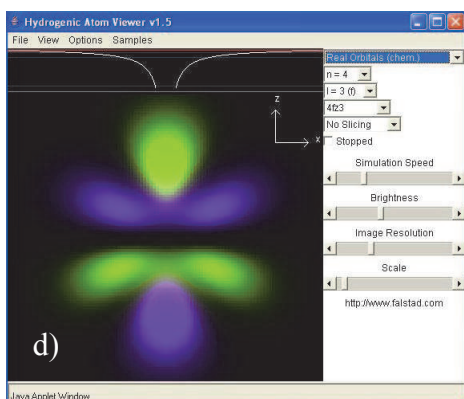 Hydrogenic Atom Viewer v1.5
File View Options Samples
Real Orbitals (chem.)
n = 4
l = 3 (f)
4fz3
No Slicing
Stopped
Simulation Speed
Brightness
Image Resolution
Scale
http://www.falstad.com
z
x
d)
Java Applet Window